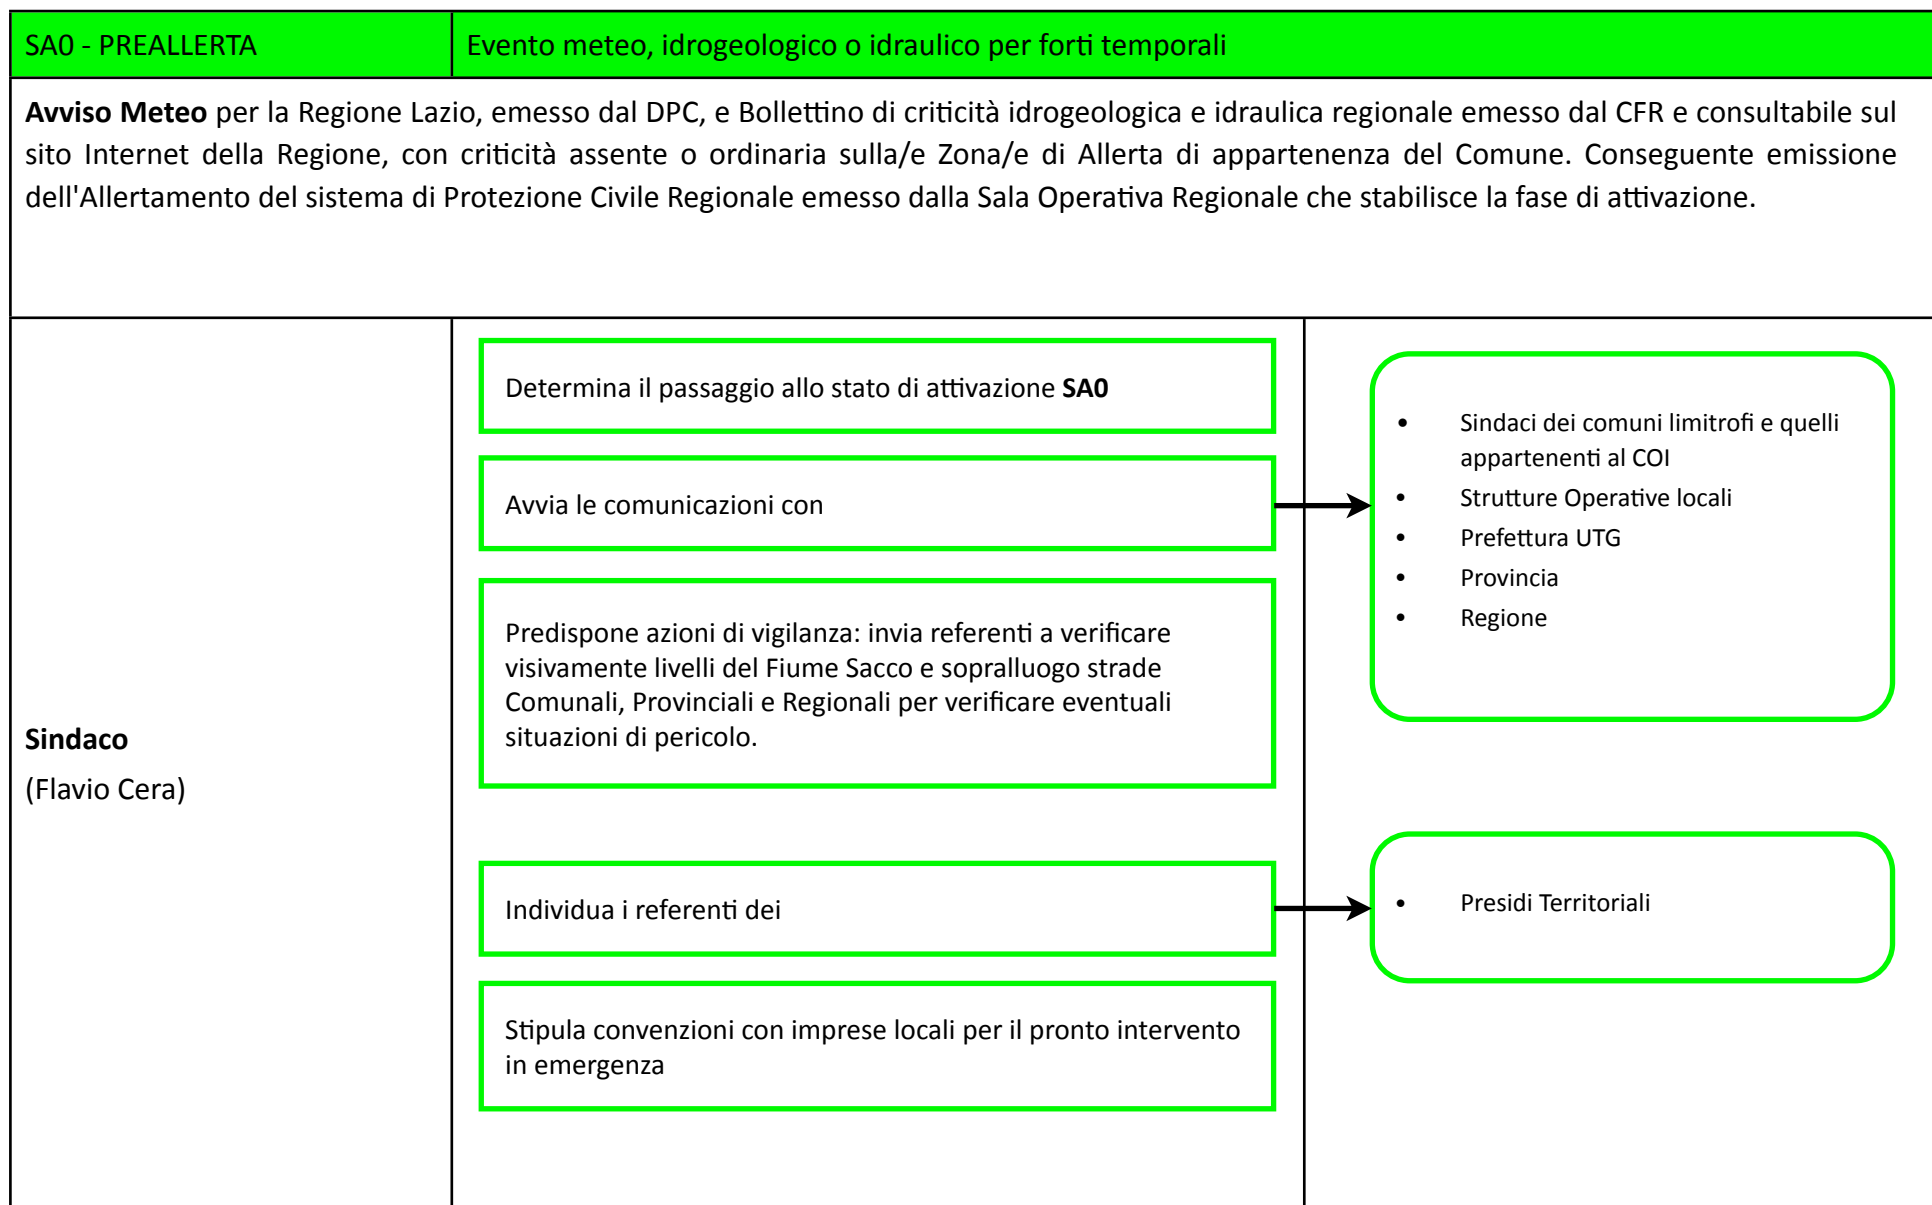 SA0 - PREALLERTA
Evento meteo, idrogeologico o idraulico per forti temporali
Avviso Meteo per la Regione Lazio, emesso dal DPC, e Bollettino di criticità idrogeologica e idraulica regionale emesso dal CFR e consultabile sul
sito Internet della Regione, con criticità assente o ordinaria sulla/e Zona/e di Allerta di appartenenza del Comune. Conseguente emissione
dell'Allertamento del sistema di Protezione Civile Regionale emesso dalla Sala Operativa Regionale che stabilisce la fase di attivazione.
Sindaco
(Flavio Cera)
Determina il passaggio allo stato di attivazione SA0
Avvia le comunicazioni con
• Sindaci dei comuni limitrofi e quelli
appartenenti al COI
• Strutture Operative locali
• Prefettura UTG
• Provincia
• Regione
Predispone azioni di vigilanza: invia referenti a verificare
visivamente livelli del Fiume Sacco e sopralluogo strade
Comunali, Provinciali e Regionali per verificare eventuali
situazioni di pericolo.
Individua i referenti dei
• Presidi Territoriali
Stipula convenzioni con imprese locali per il pronto intervento
in emergenza